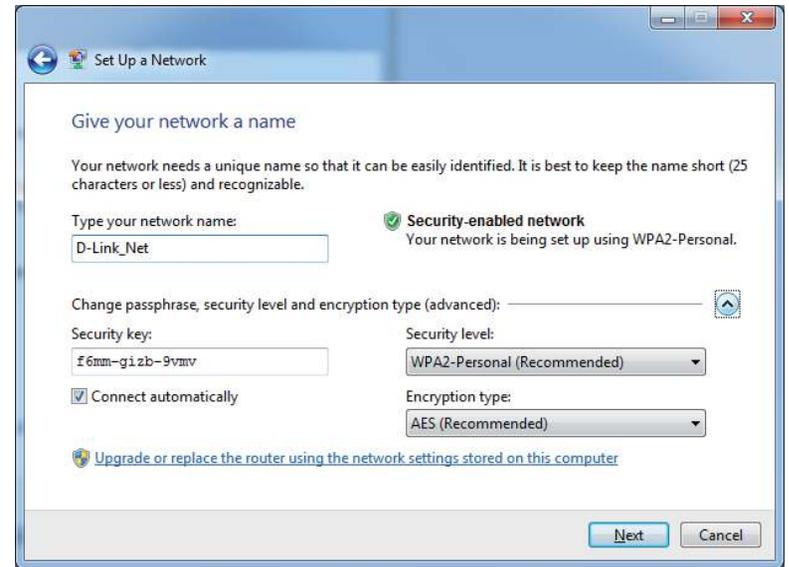 Set Up a Network
Give your network a name
Your network needs a unique name so that it can be easily identified. It is best to keep the name short (25
characters or less) and recognizable.
Type your network name:
D-Link_Net
Security-enabled network
Your network is being set up using WPA2-Personal.
Change passphrase, security level and encryption type (advanced):
Security key:
f6mm-gizb-9vmv
Security level:
WPA2-Personal (Recommended)
Connect automatically
Encryption type:
AES (Recommended)
Upgrade or replace the router using the network settings stored on this computer
Next
Cancel